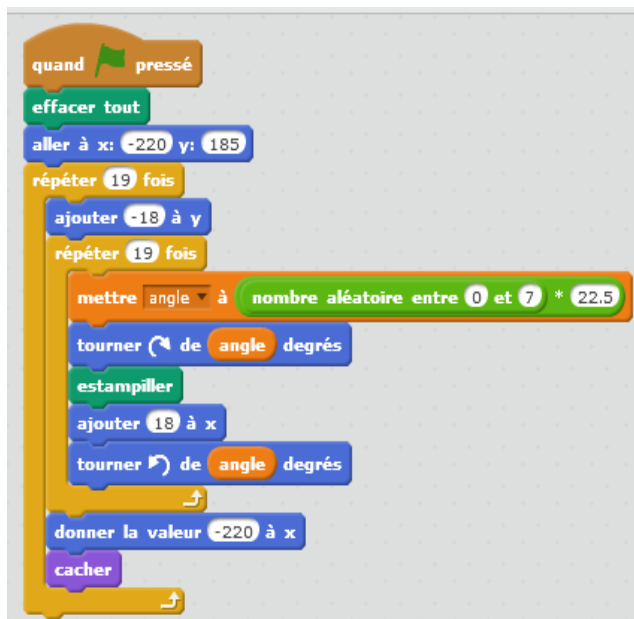 quand pressé
effacer tout
aller à x: -220 y: 185
répéter 19 fois
ajouter -18 à y
répéter 19 fois
mettre angle à nombre aléatoire entre 0 et 7 * 22.5
tourner de angle degrés
estampiller
ajouter 18 à x
tourner de angle degrés
donner la valeur -220 à x
cacher